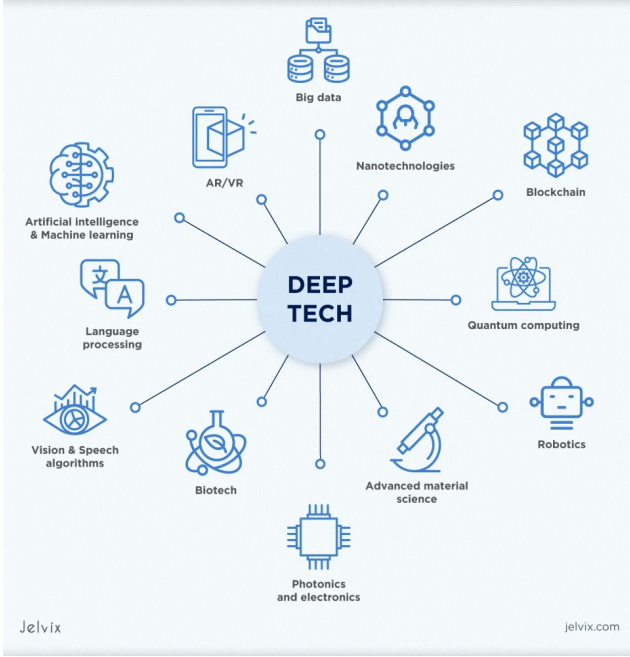 Big data
Nanotechnologies
AR/VR
Blockchain
Artificial intelligence
& Machine learning
DEEP
TECH
文
A
Language
processing
Quantum computing
Vision & Speech
algorithms
Robotics
Biotech
Advanced material
science
Photonics
and electronics
Jelvix
jelvix.com